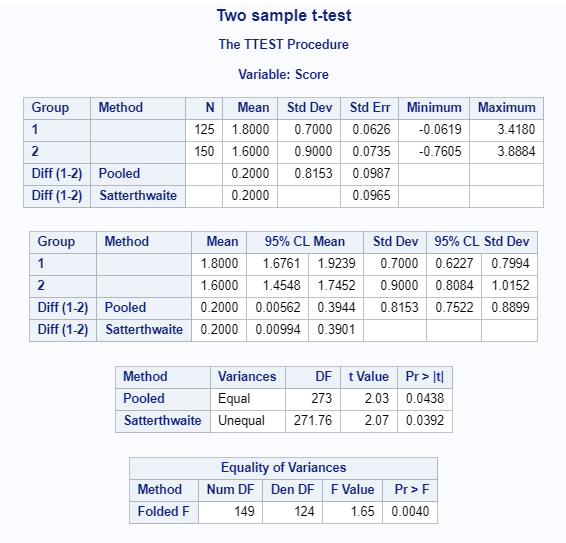 Two sample t-test
The TTEST Procedure
Variable: Score
Group Method N Mean Std Dev Std Err Minimum Maximum
1 125 1.8000 0.7000 0.0626 -0.0619 3.4180
2 150 1.6000 0.9000 0.0735 -0.7605 3.8884
Diff (1-2) Pooled 0.2000 0.8153 0.0987
Diff (1-2) Satterthwaite 0.2000 0.0965
Group Method Mean 95% CL Mean Std Dev 95% CL Std Dev
1 1.8000 1.6761 1.9239 0.7000 0.6227 0.7994
2 1.6000 1.4548 1.7452 0.9000 0.8084 1.0152
Diff (1-2) Pooled 0.2000 0.00562 0.3944 0.8153 0.7522 0.8899
Diff (1-2) Satterthwaite 0.2000 0.00994 0.3901
Method Variances DF t Value Pr > |t|
Pooled Equal 273 2.03 0.0438
Satterthwaite Unequal 271.76 2.07 0.0392
Equality of Variances
Method Num DF Den DF F Value Pr > F
Folded F 149 124 1.65 0.0040